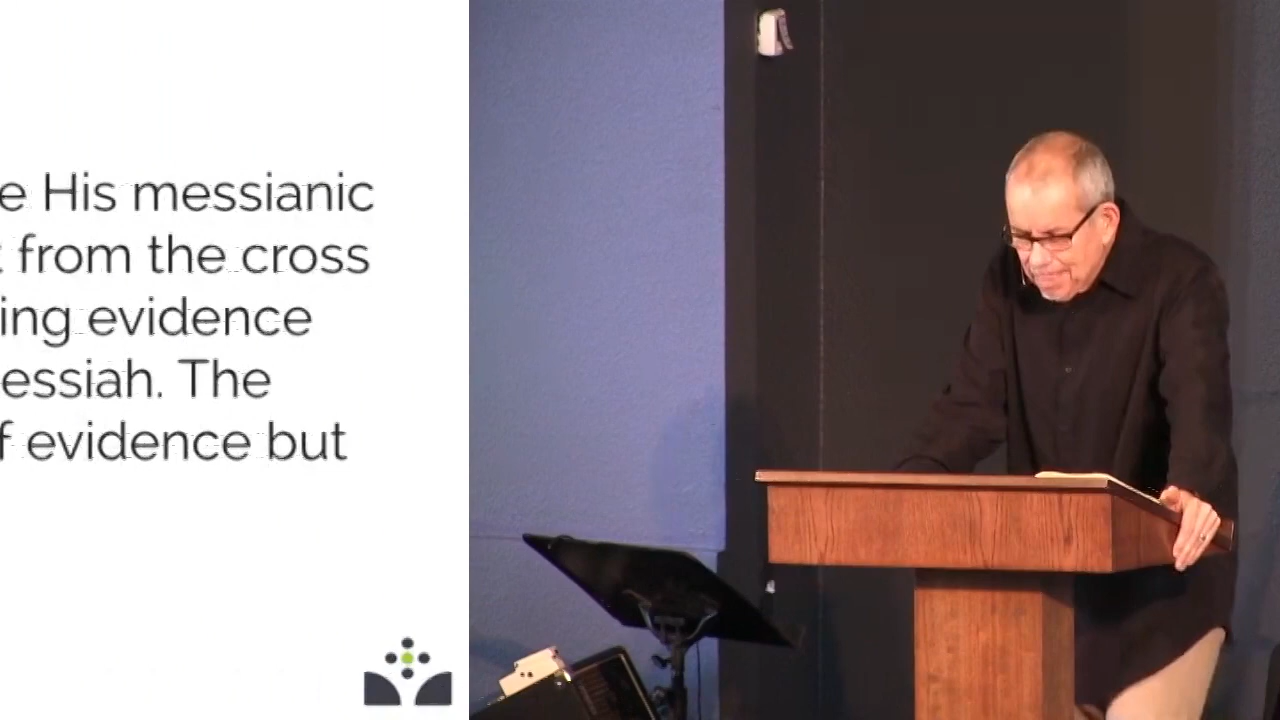 e His messianic
from the cross
ing evidence
essiah. The
f evidence but